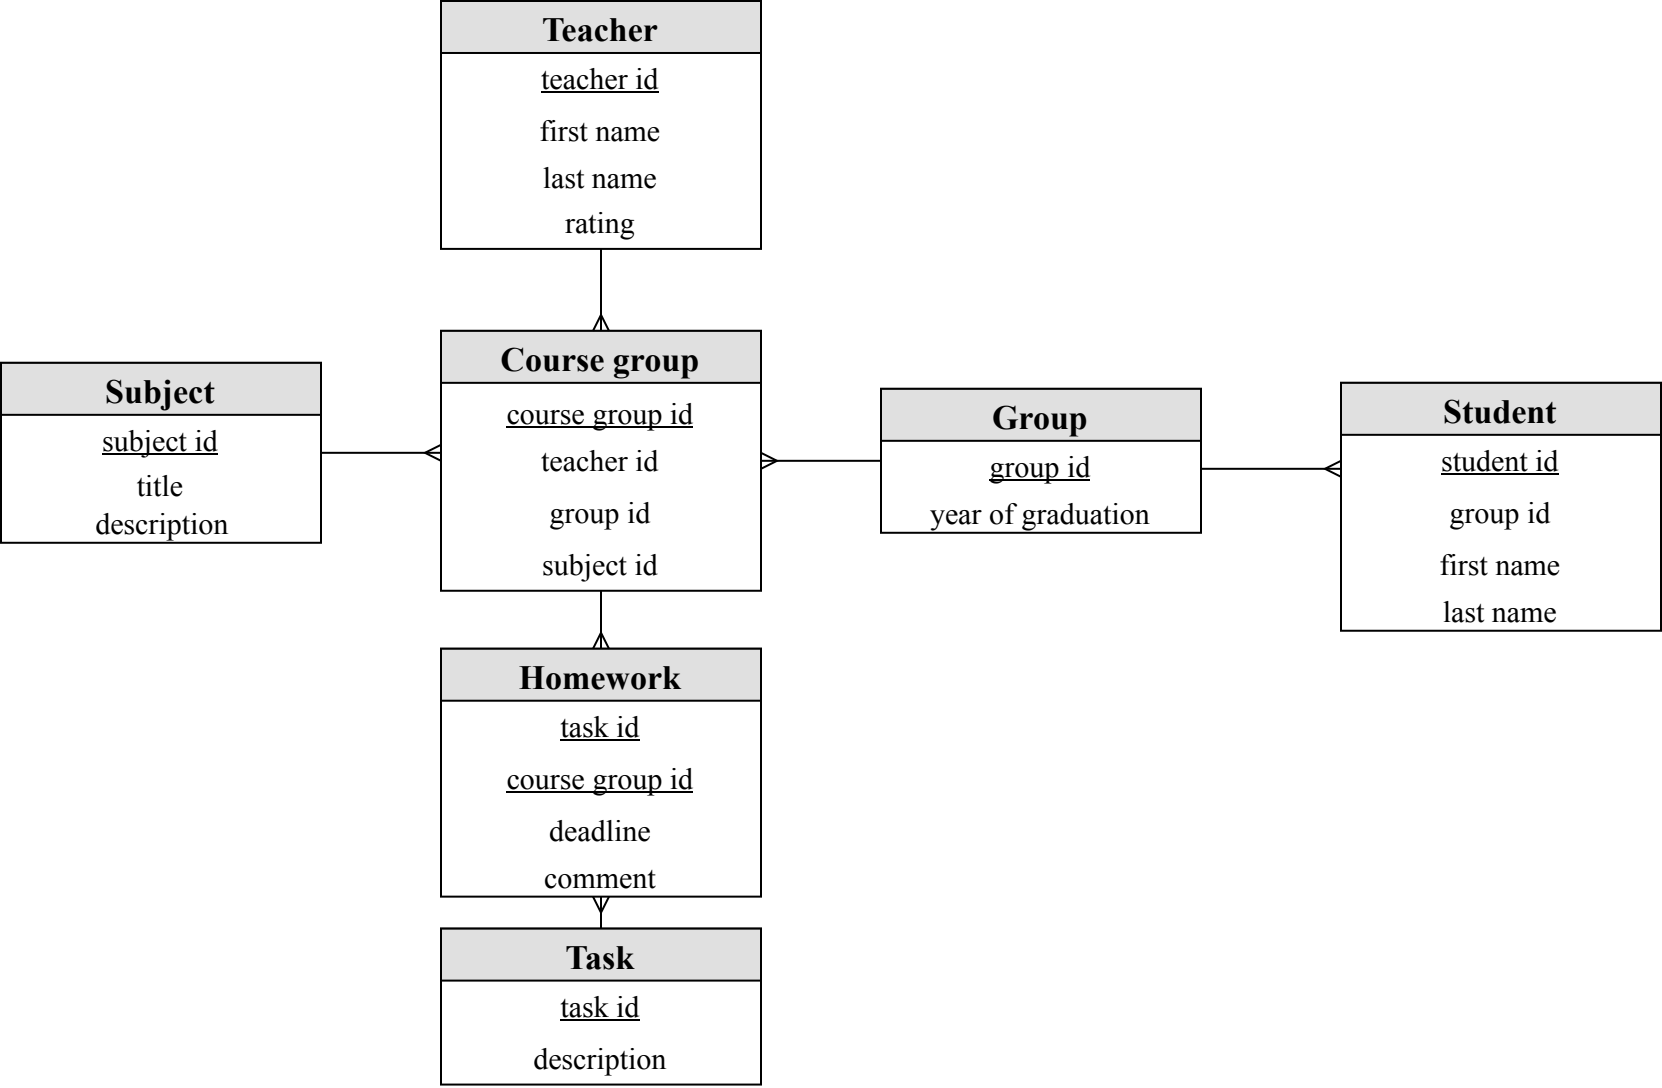 Teacher
teacher id
first name
last name
rating
Subject
subject id
title
description
Course group
course group id
teacher id
group id
subject id
Group
group id
year of graduation
Student
student id
group id
first name
last name
Homework
task id
course group id
deadline
comment
Task
task id
description